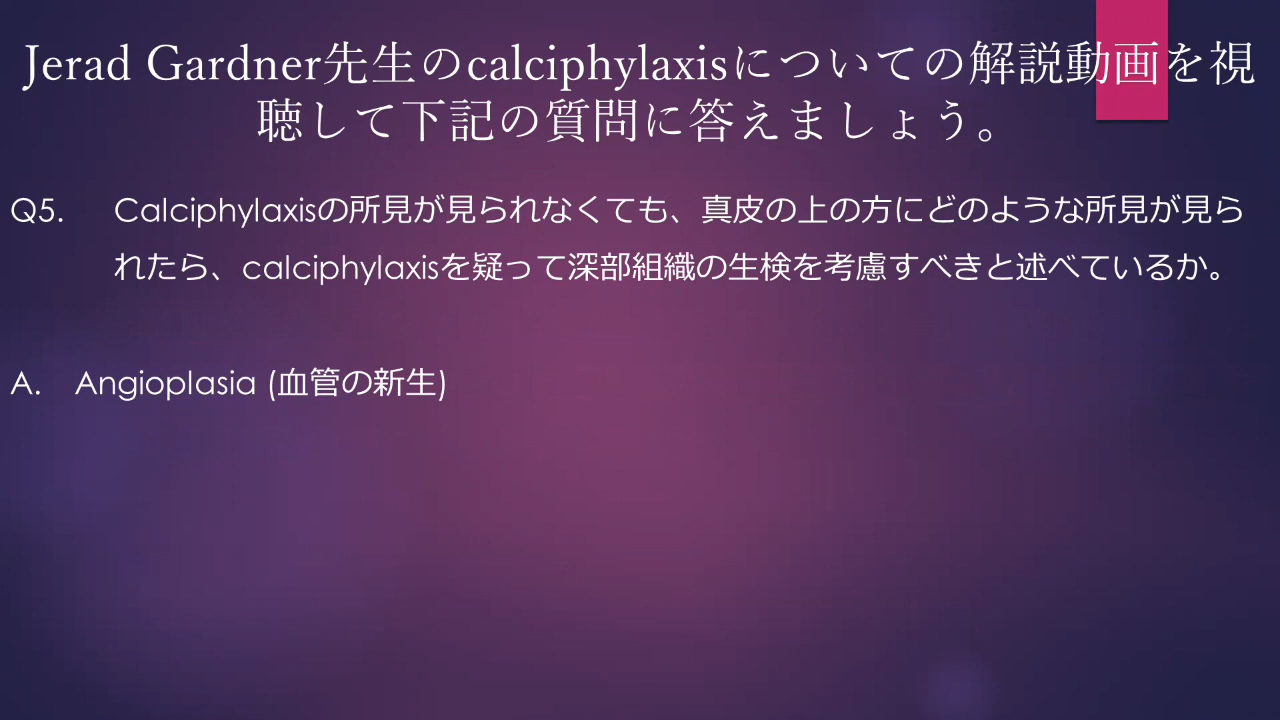 Jerad Gardner先生のcalciphylaxisについての解説動画を視
聴して下記の質問に答えましょう。
Q5. Calciphylaxisの所見が見られなくても、真皮の上の方にどのような所見が見ら
れたら、calciphylaxisを疑って深部組織の生検を考慮すべきと述べているか。
A. Angioplasia (血管の新生)